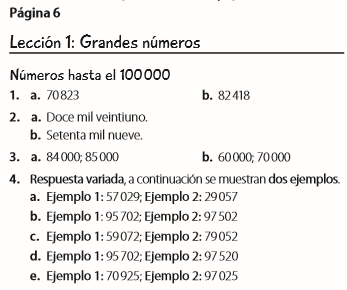 Página 6
Lección 1: Grandes números
Números hasta el 100 000
1. a. 70 823 b. 82 418
2. a. Doce mil veintiuno.
b. Setenta mil nueve.
3. a. 84 000; 85 000 b. 60 000; 70 000
4. Respuesta variada, a continuación se muestran dos ejemplos.
a. Ejemplo 1: 57 029; Ejemplo 2: 29 057
b. Ejemplo 1: 95 702; Ejemplo 2: 97 502
c. Ejemplo 1: 59 072; Ejemplo 2: 79 052
d. Ejemplo 1: 95 702; Ejemplo 2: 97 520
e. Ejemplo 1: 70 925; Ejemplo 2: 97 025